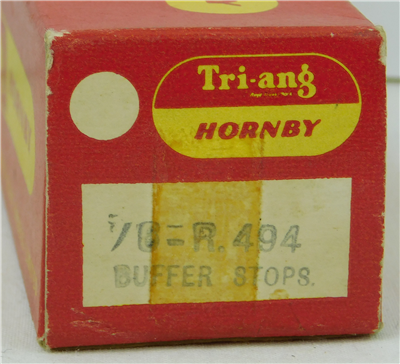 Tri-ang
HORNBY
R.494
BUFFER STOPS.